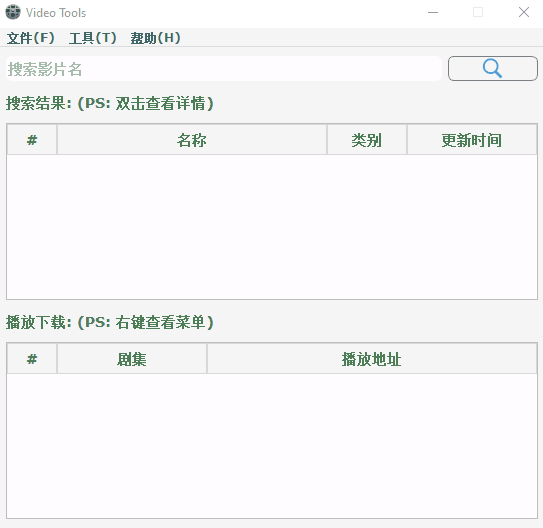 Video Tools
文件(F) 工具(T) 帮助(H)
搜索影片名
搜索结果: (PS: 双击查看详情)
# 名称 类别 更新时间
播放下载: (PS: 右键查看菜单)
# 剧集 播放地址